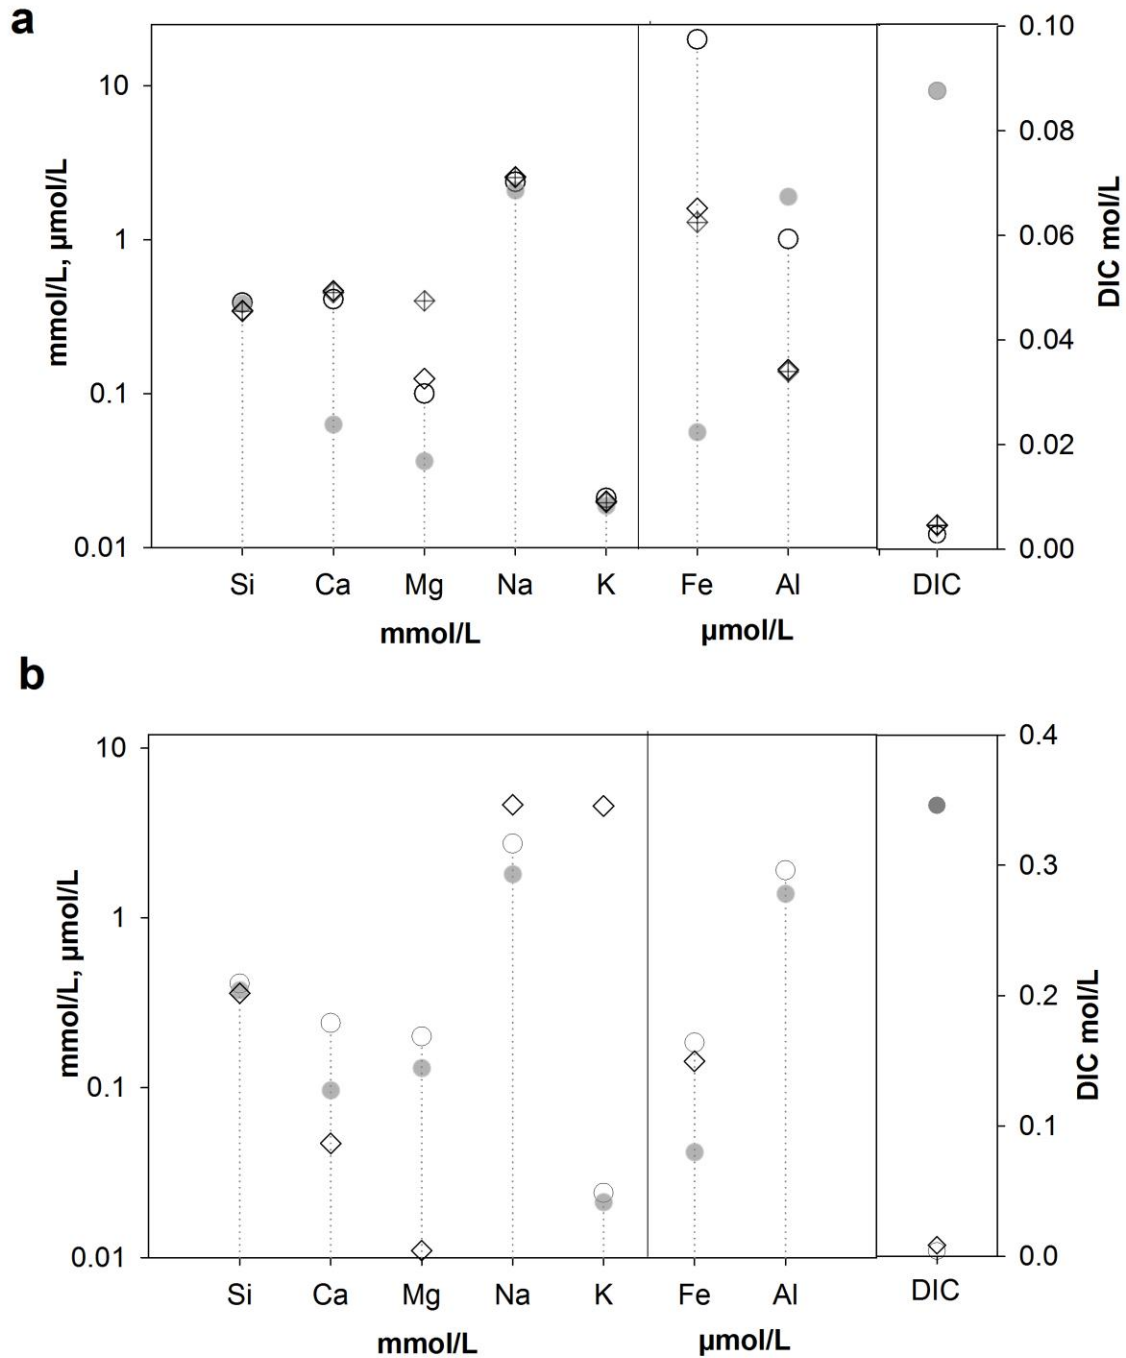 a
10
1
0.1
0.01
mmol/L, µmol/L
0.10
0.08
0.06
0.04
0.02
0.00
DIC mol/L
Si Ca Mg Na K Fe Al DIC
mmol/L µmol/L
b
10
1
0.1
0.01
mmol/L, µmol/L
0.4
0.3
0.2
0.1
0.0
DIC mol/L
Si Ca Mg Na K Fe Al DIC
mmol/L µmol/L